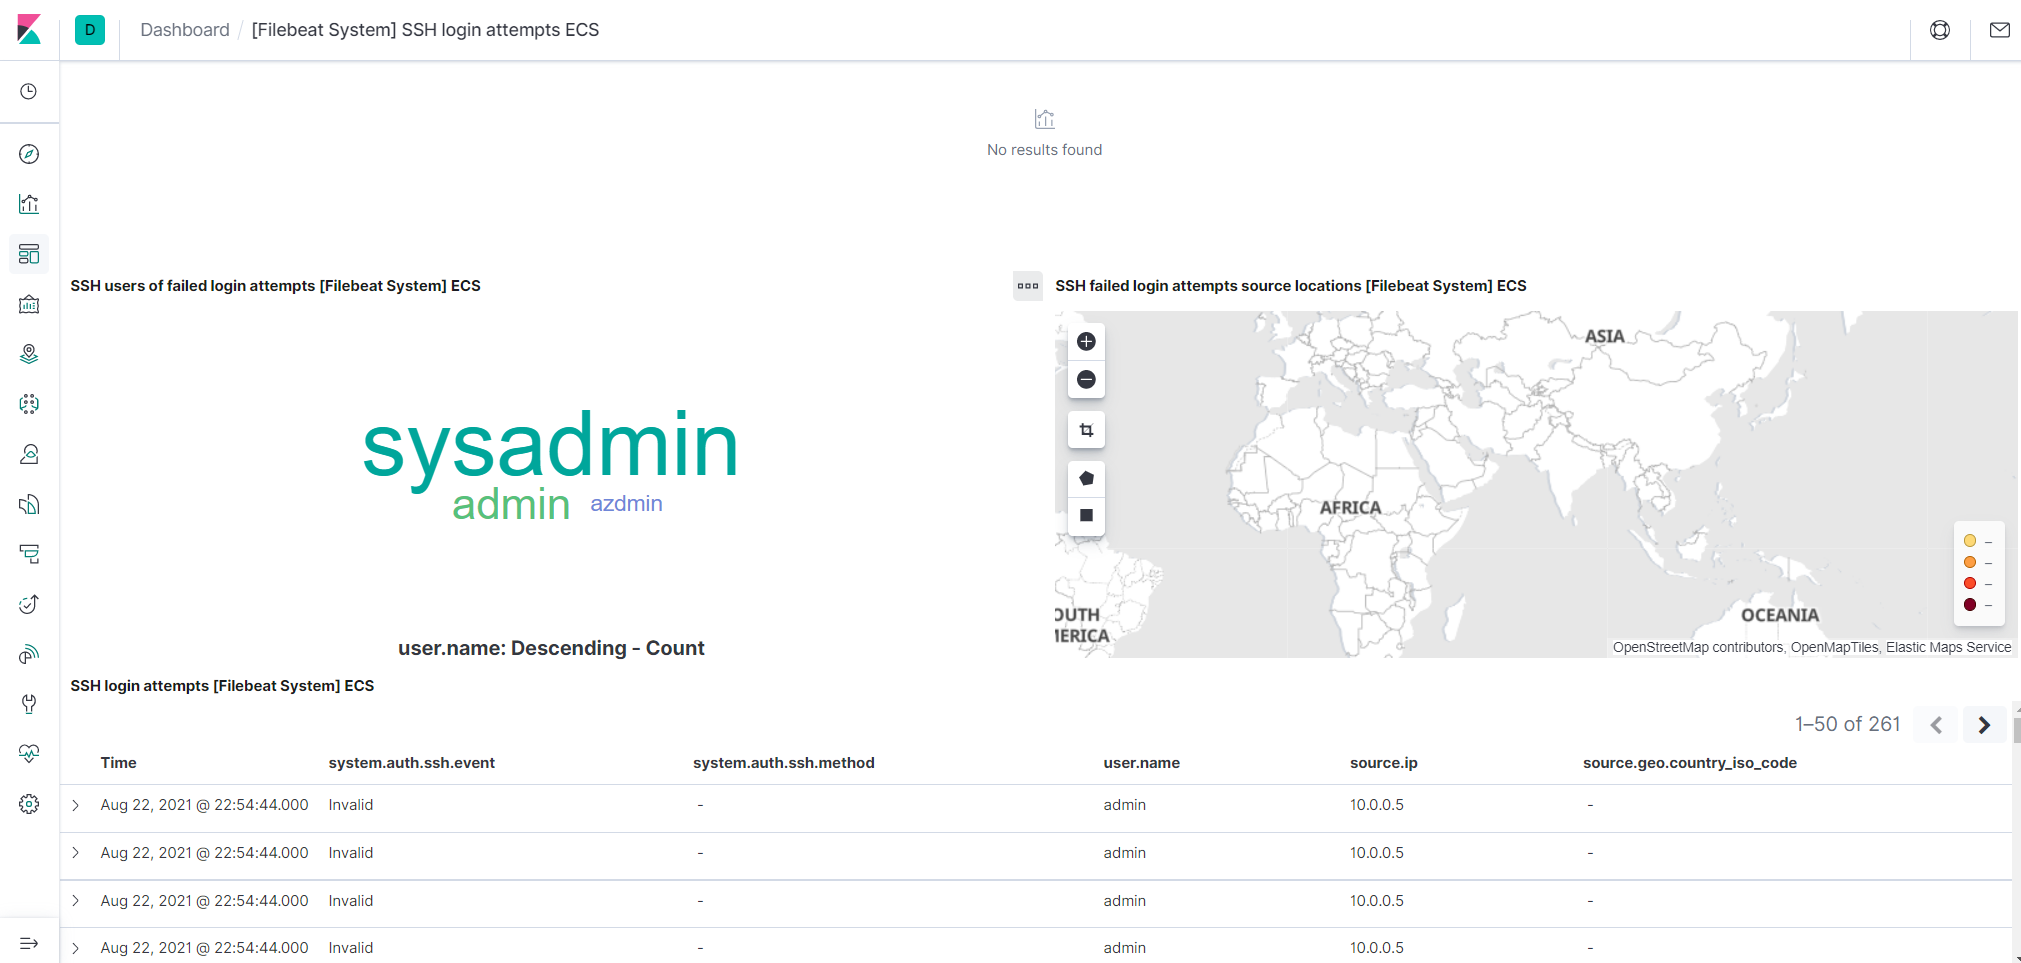 D Dashboard / [Filebeat System] SSH login attempts ECS
No results found
SSH users of failed login attempts [Filebeat System] ECS
sysadmin
admin azdmin
user.name: Descending - Count
SSH failed login attempts source locations [Filebeat System] ECS
ASIA
AFRICA
OUTH
MERICA
OCEANIA
–
–
–
–
OpenStreetMap contributors, OpenMapTiles, Elastic Maps Service
SSH login attempts [Filebeat System] ECS
1–50 of 261
Time system.auth.ssh.event system.auth.ssh.method user.name source.ip source.geo.country_iso_code
Aug 22, 2021 @ 22:54:44.000 Invalid - admin 10.0.0.5 -
Aug 22, 2021 @ 22:54:44.000 Invalid - admin 10.0.0.5 -
Aug 22, 2021 @ 22:54:44.000 Invalid - admin 10.0.0.5 -
Aug 22, 2021 @ 22:54:44.000 Invalid - admin 10.0.0.5 -